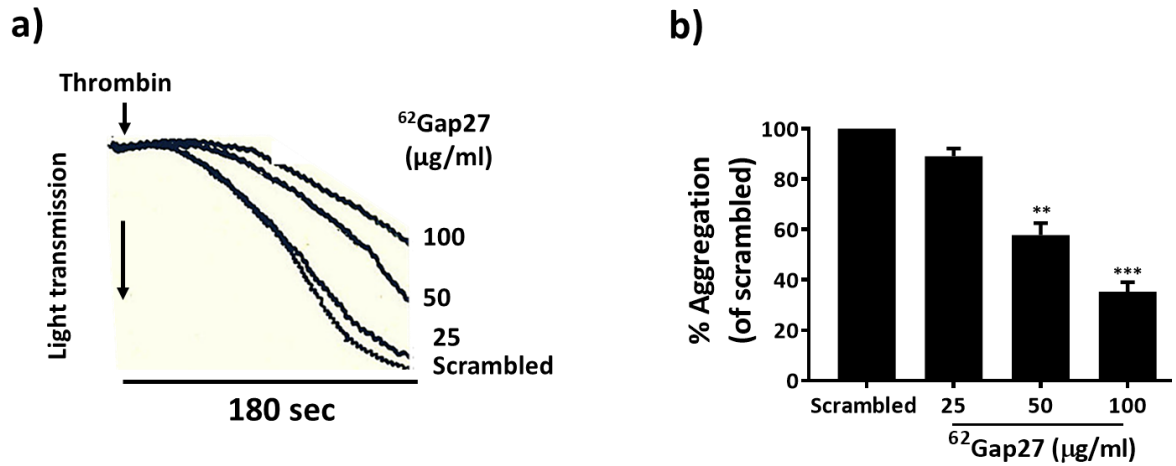 a)
Thrombin
⁶²Gap27
(µg/ml)
Light transmission
100
50
25
Scrambled
180 sec
b)
% Aggregation
(of scrambled)
100
80
60
40
20
0
**
***
Scrambled 25 50 100
⁶²Gap27 (µg/ml)